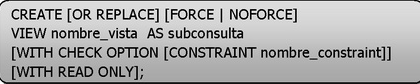 CREATE [OR REPLACE] [FORCE | NOFORCE]
VIEW nombre_vista  AS subconsulta
[WITH CHECK OPTION [CONSTRAINT nombre_constraint]]
[WITH READ ONLY];